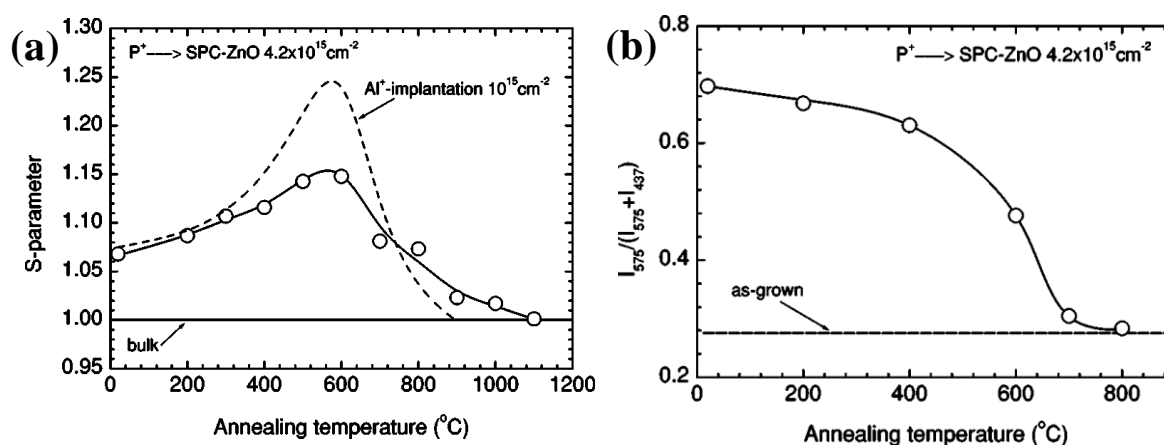 (a)
P⁺ ---> SPC-ZnO 4.2x10¹⁵cm⁻²
1.30
1.25
1.20
1.15
1.10
1.05
1.00
0.95
S-parameter
Al⁺-implantation 10¹⁵cm⁻²
bulk
0 200 400 600 800 1000 1200
Annealing temperature (°C)
(b)
P⁺ ---> SPC-ZnO 4.2x10¹⁵cm⁻²
0.8
0.6
0.4
0.2
I₅₇₅/(I₅₇₅+I₄₃₇)
as-grown
0 200 400 600 800
Annealing temperature (°C)